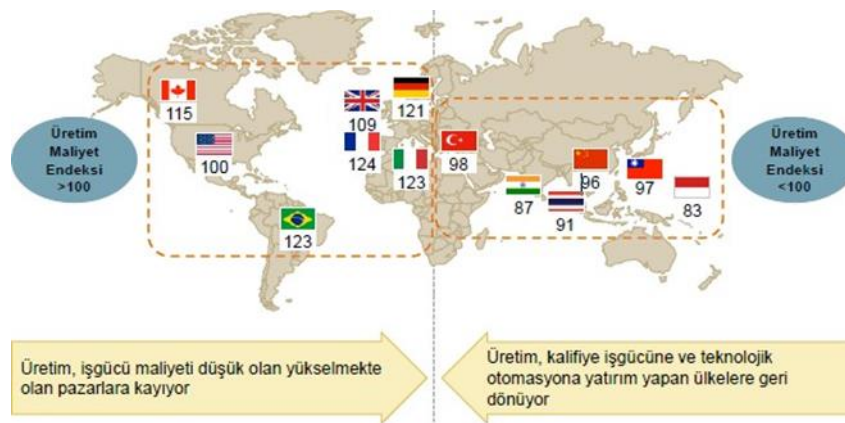 Üretim
Maliyet
Endeksi
>100
115
100
123
109
124
121
123
98
87
91
96
97
83
Üretim
Maliyet
Endeksi
<100
Üretim, işgücü maliyeti düşük olan yükselmekte
olan pazarlara kayıyor
Üretim, kalifiye işgücüne ve teknolojik
otomasyona yatırım yapan ülkelere geri
dönüyor